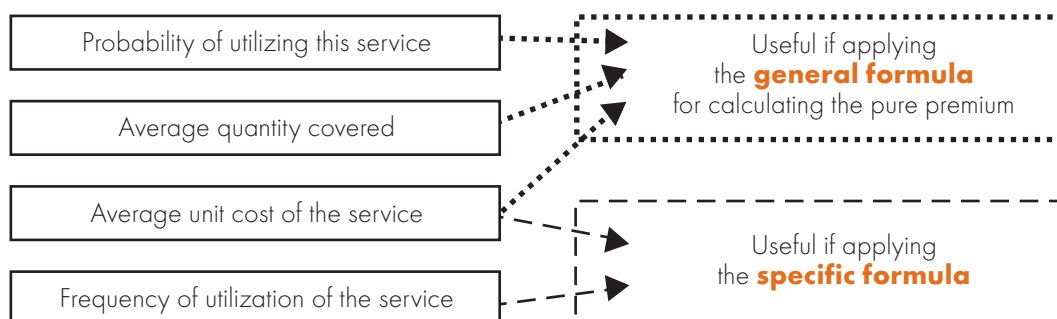 Probability of utilizing this service
Average quantity covered
Average unit cost of the service
Frequency of utilization of the service
Useful if applying
the general formula
for calculating the pure premium
Useful if applying
the specific formula